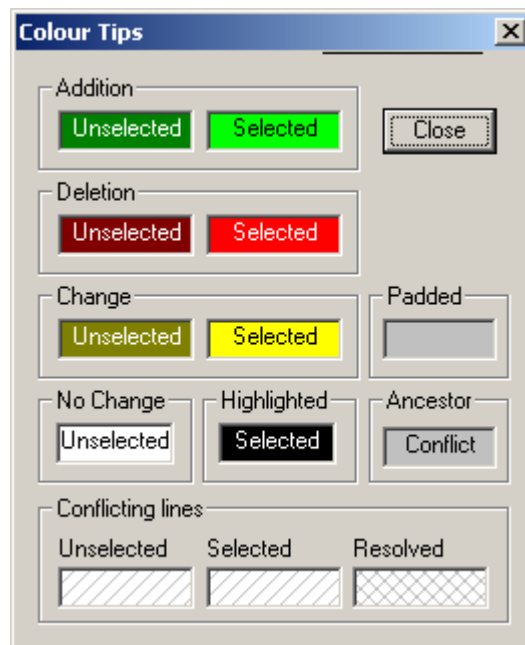 Colour Tips
Addition
Unselected Selected
Close
Deletion
Unselected Selected
Change
Unselected Selected
Padded
No Change
Unselected
Highlighted
Selected
Ancestor
Conflict
Conflicting lines
Unselected Selected Resolved